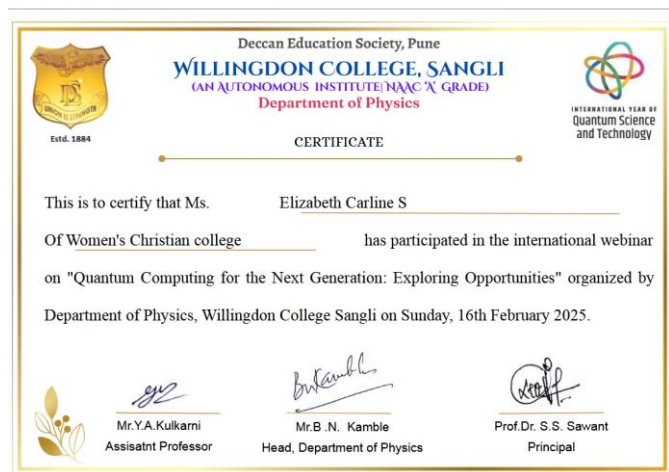 Deccan Education Society, Pune
WILLINGDON COLLEGE, SANGLI
(AN AUTONOMOUS INSTITUTE|NAAC 'A' GRADE)
Department of Physics
UNION IS STRENGTH
Estd. 1884
INTERNATIONAL YEAR OF
Quantum Science
and Technology
CERTIFICATE
This is to certify that Ms. Elizabeth Carline S
Of Women's Christian college has participated in the international webinar
on "Quantum Computing for the Next Generation: Exploring Opportunities" organized by
Department of Physics, Willingdon College Sangli on Sunday, 16th February 2025.
Mr.Y.A.Kulkarni
Assisatnt Professor
Mr.B .N. Kamble
Head, Department of Physics
Prof.Dr. S.S. Sawant
Principal